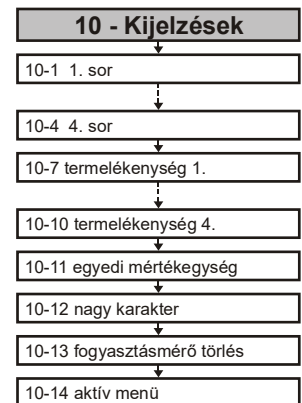 10 - Kijelzések
10-1 1. sor
10-4 4. sor
10-7 termelékenység 1.
10-10 termelékenység 4.
10-11 egyedi mértékegység
10-12 nagy karakter
10-13 fogyasztásmérő törlés
10-14 aktív menü